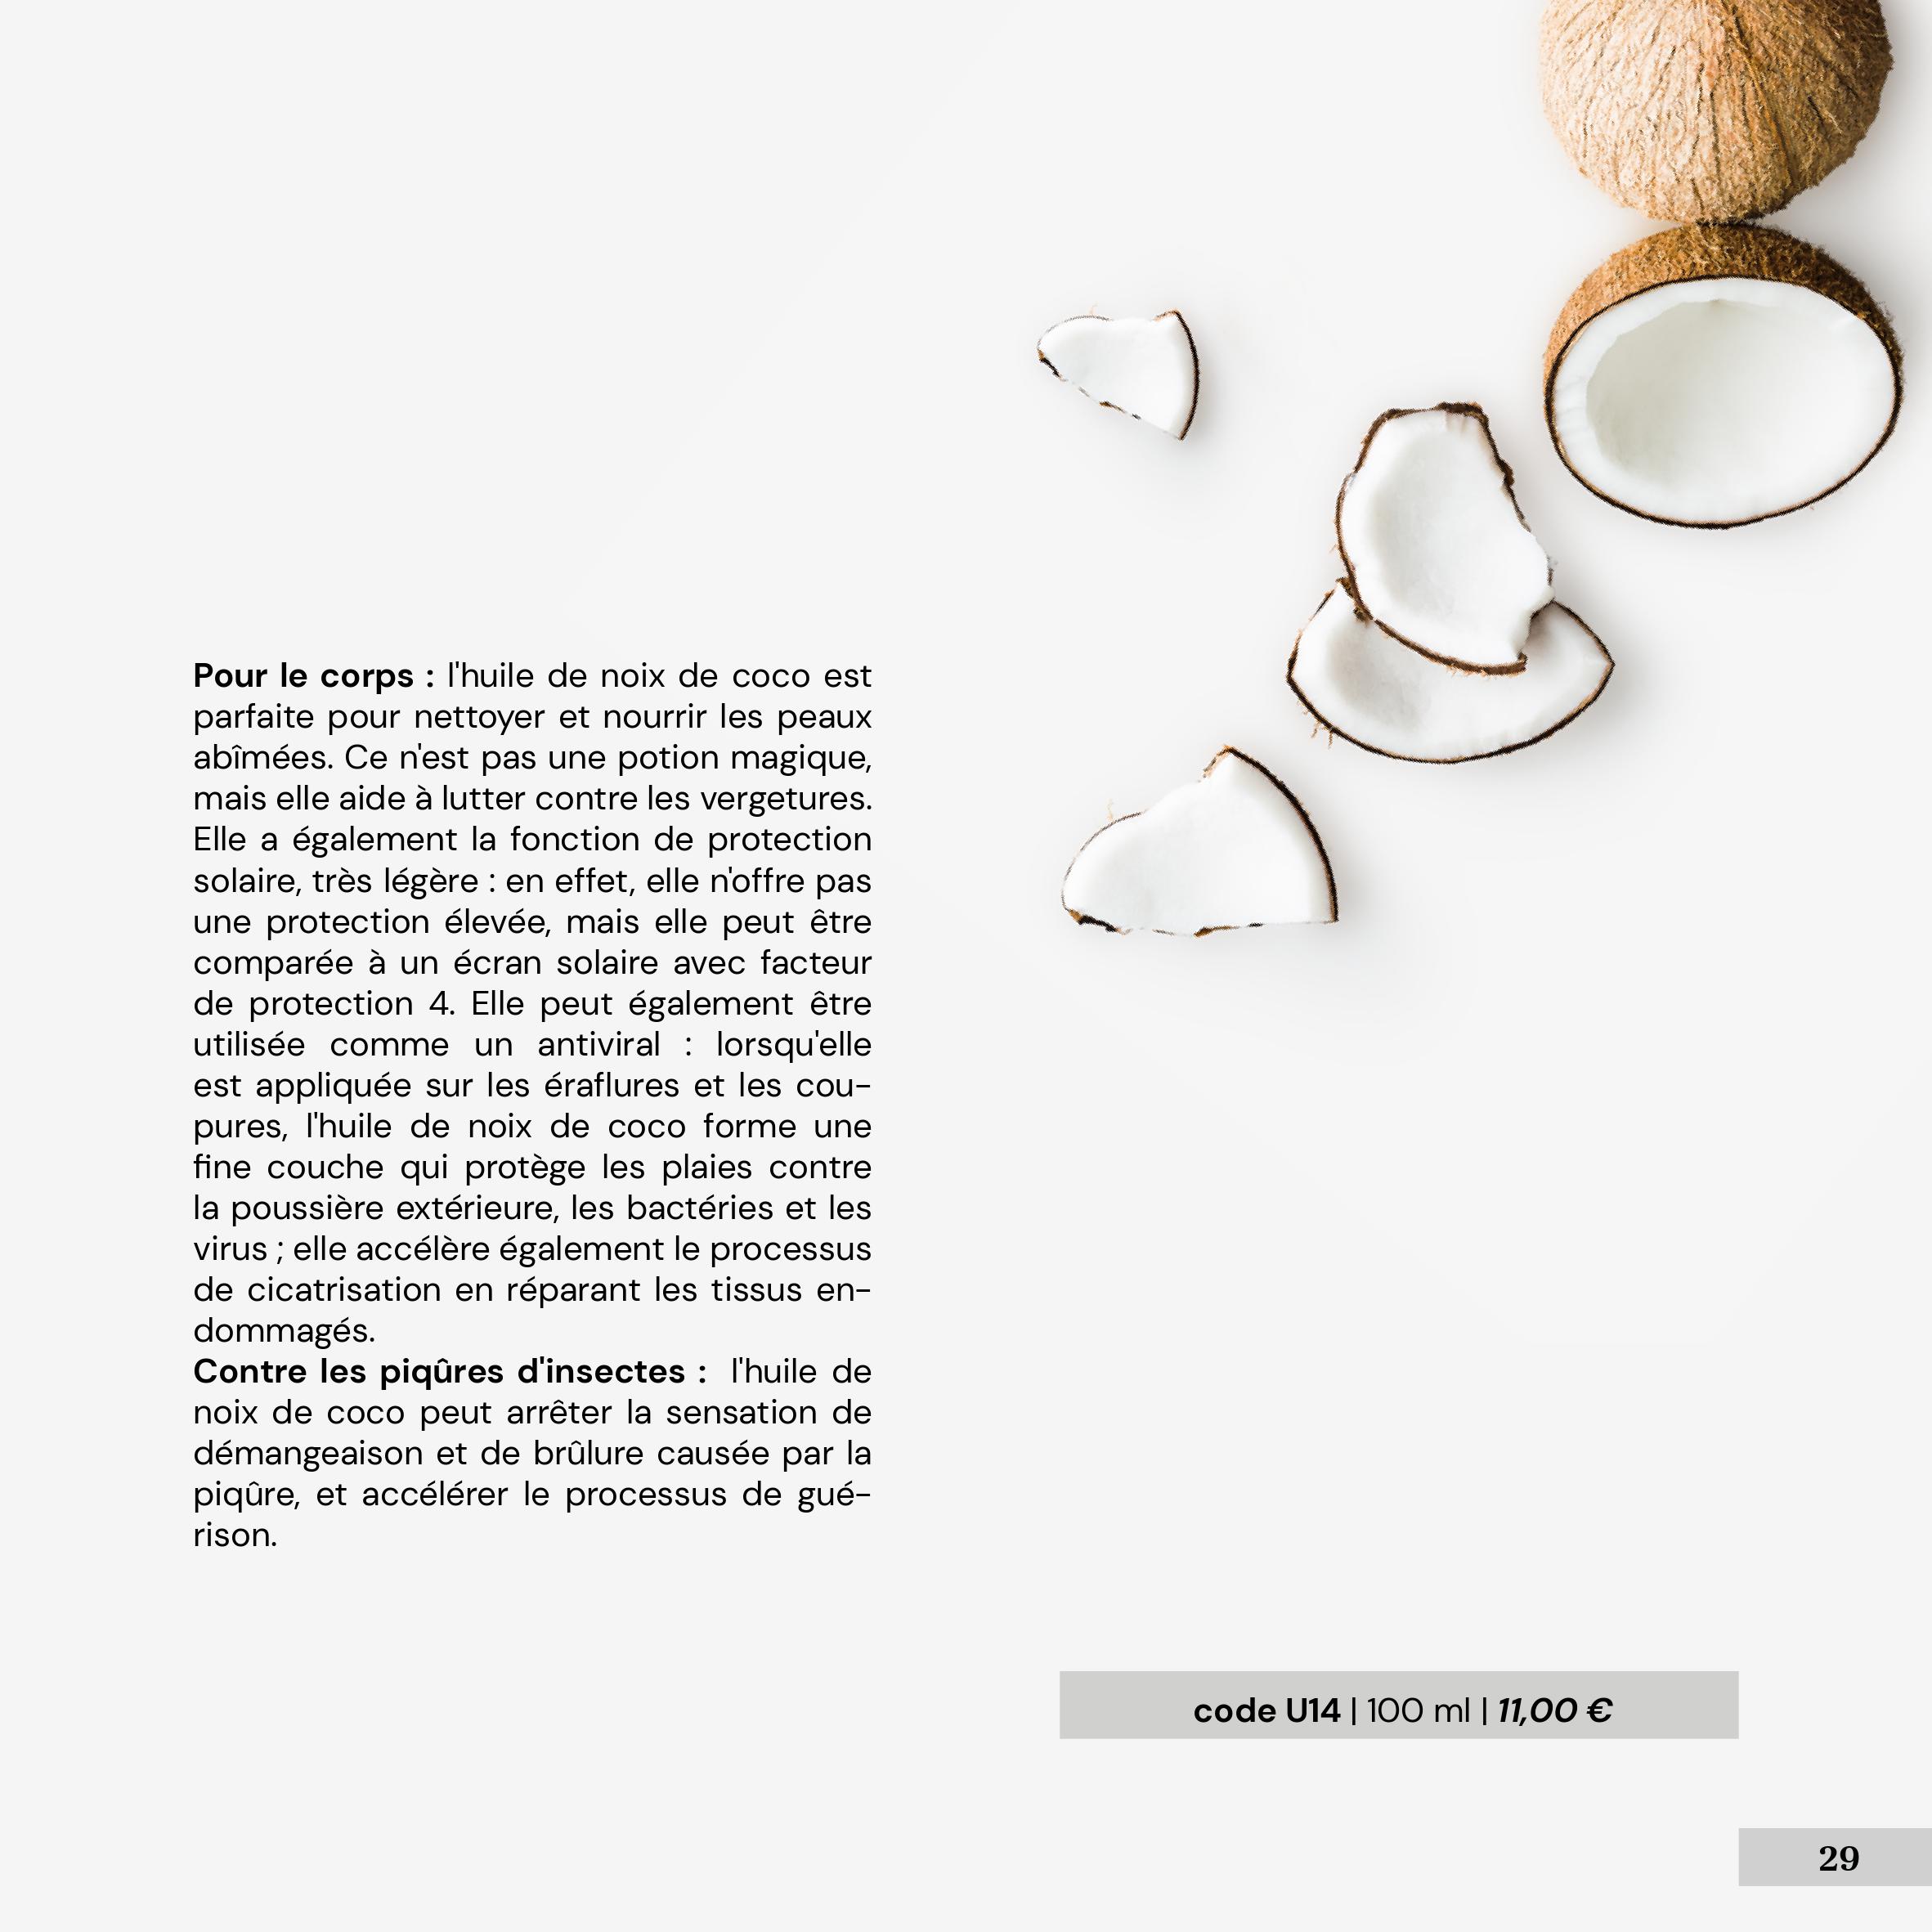 Pour le corps : l'huile de noix de coco est
parfaite pour nettoyer et nourrir les peaux
abîmées. Ce n'est pas une potion magique,
mais elle aide à lutter contre les vergetures.
Elle a également la fonction de protection
solaire, très légère : en effet, elle n'offre pas
une protection élevée, mais elle peut être
comparée à un écran solaire avec facteur
de protection 4. Elle peut également être
utilisée comme un antiviral : lorsqu'elle
est appliquée sur les éraflures et les cou-
pures, l'huile de noix de coco forme une
fine couche qui protège les plaies contre
la poussière extérieure, les bactéries et les
virus ; elle accélère également le processus
de cicatrisation en réparant les tissus en-
dommagés.
Contre les piqûres d'insectes : l'huile de
noix de coco peut arrêter la sensation de
démangeaison et de brûlure causée par la
piqûre, et accélérer le processus de gué-
rison.
code U14 | 100 ml | 11,00 €
29